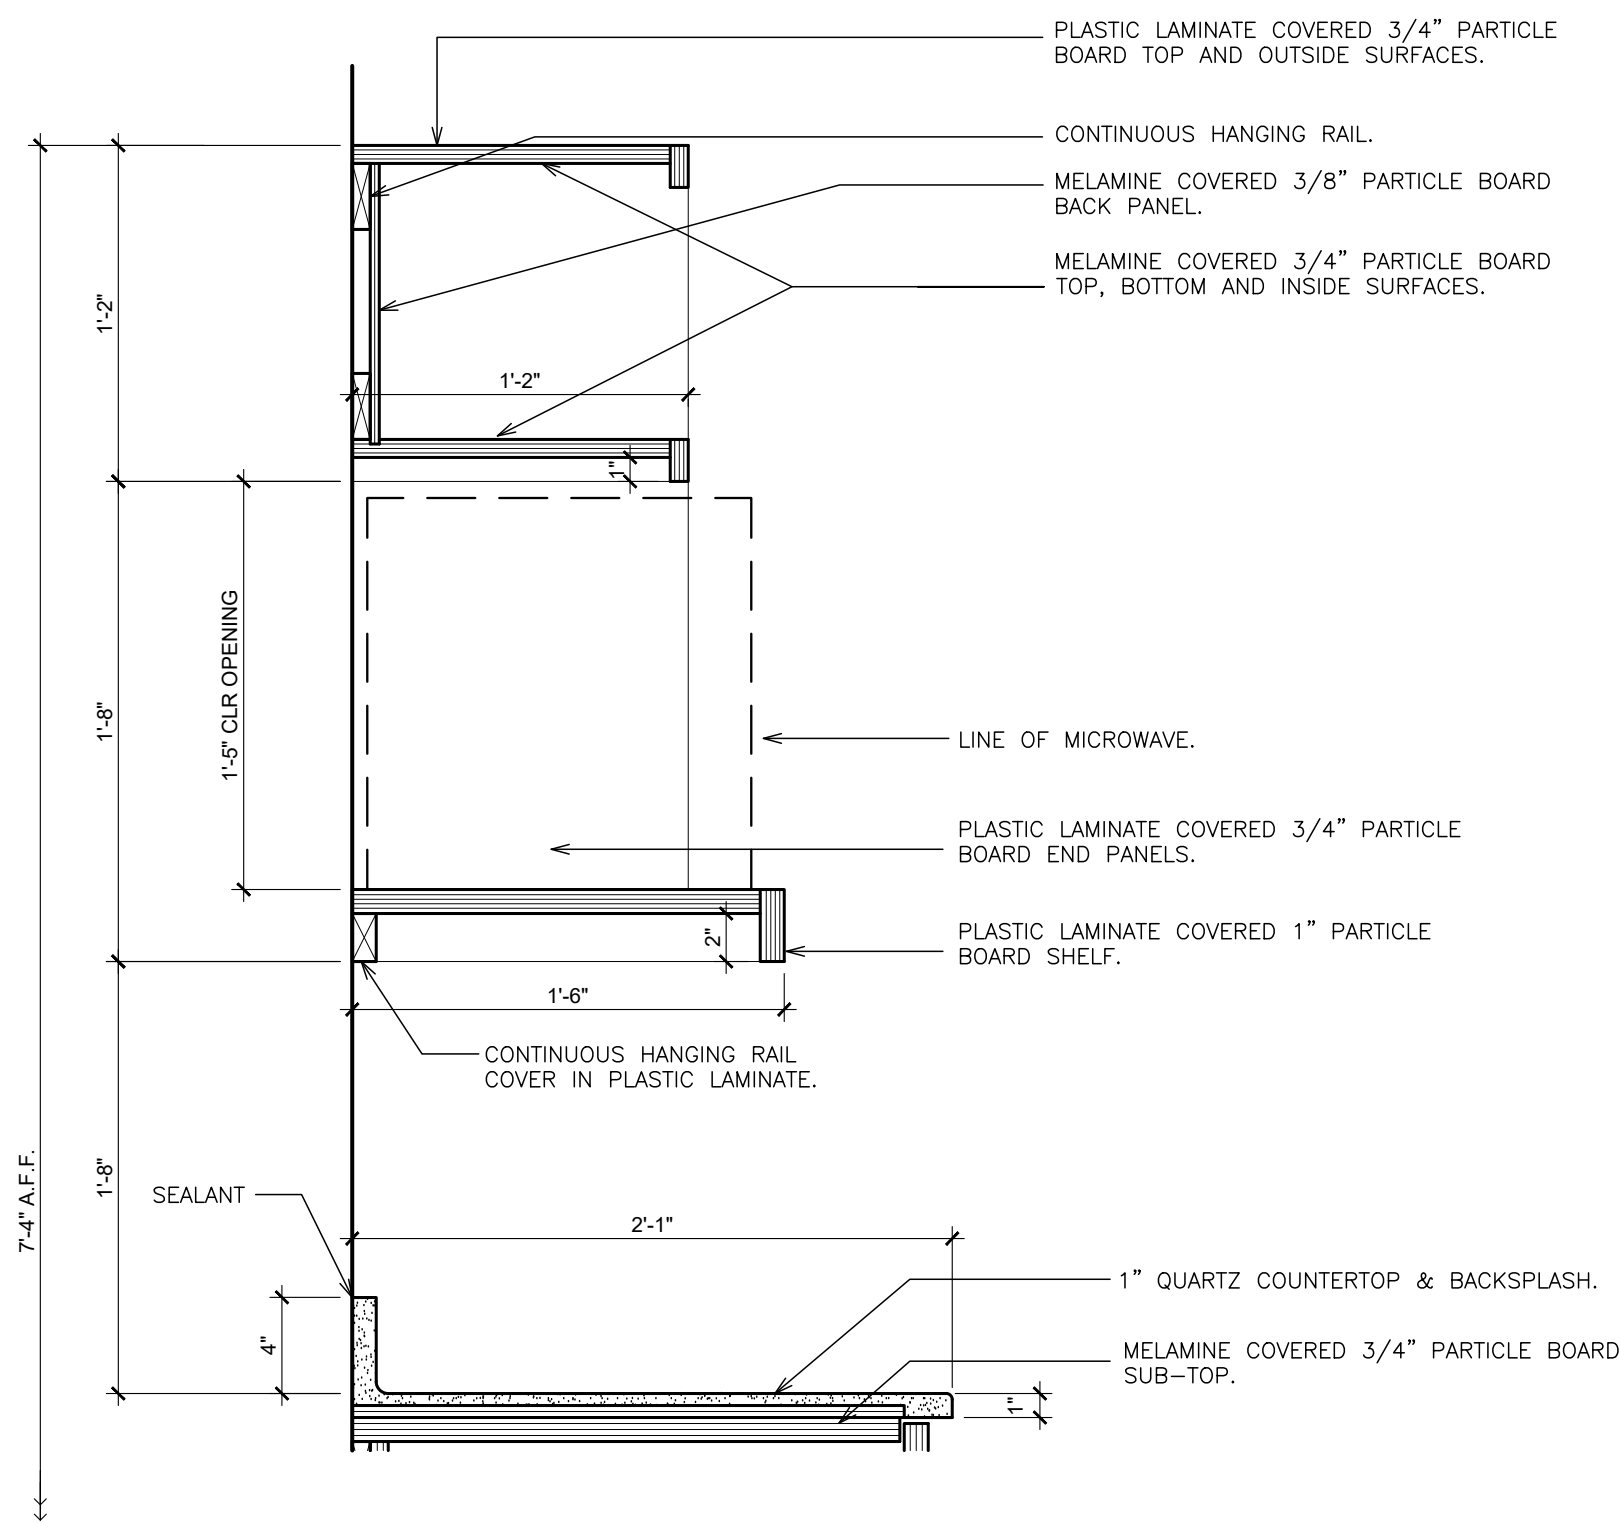 PLASTIC LAMINATE COVERED 3/4" PARTICLE
BOARD TOP AND OUTSIDE SURFACES.
CONTINUOUS HANGING RAIL.
MELAMINE COVERED 3/8" PARTICLE BOARD
BACK PANEL.
MELAMINE COVERED 3/4" PARTICLE BOARD
TOP, BOTTOM AND INSIDE SURFACES.
1'-2"
1'-2"
1"
1'-5" CLR OPENING
1'-8"
LINE OF MICROWAVE.
PLASTIC LAMINATE COVERED 3/4" PARTICLE
BOARD END PANELS.
2"
PLASTIC LAMINATE COVERED 1" PARTICLE
BOARD SHELF.
1'-6"
CONTINUOUS HANGING RAIL
COVER IN PLASTIC LAMINATE.
7'-4" A.F.F.
1'-8"
SEALANT
2'-1"
1" QUARTZ COUNTERTOP & BACKSPLASH.
4"
MELAMINE COVERED 3/4" PARTICLE BOARD
SUB-TOP.
1"